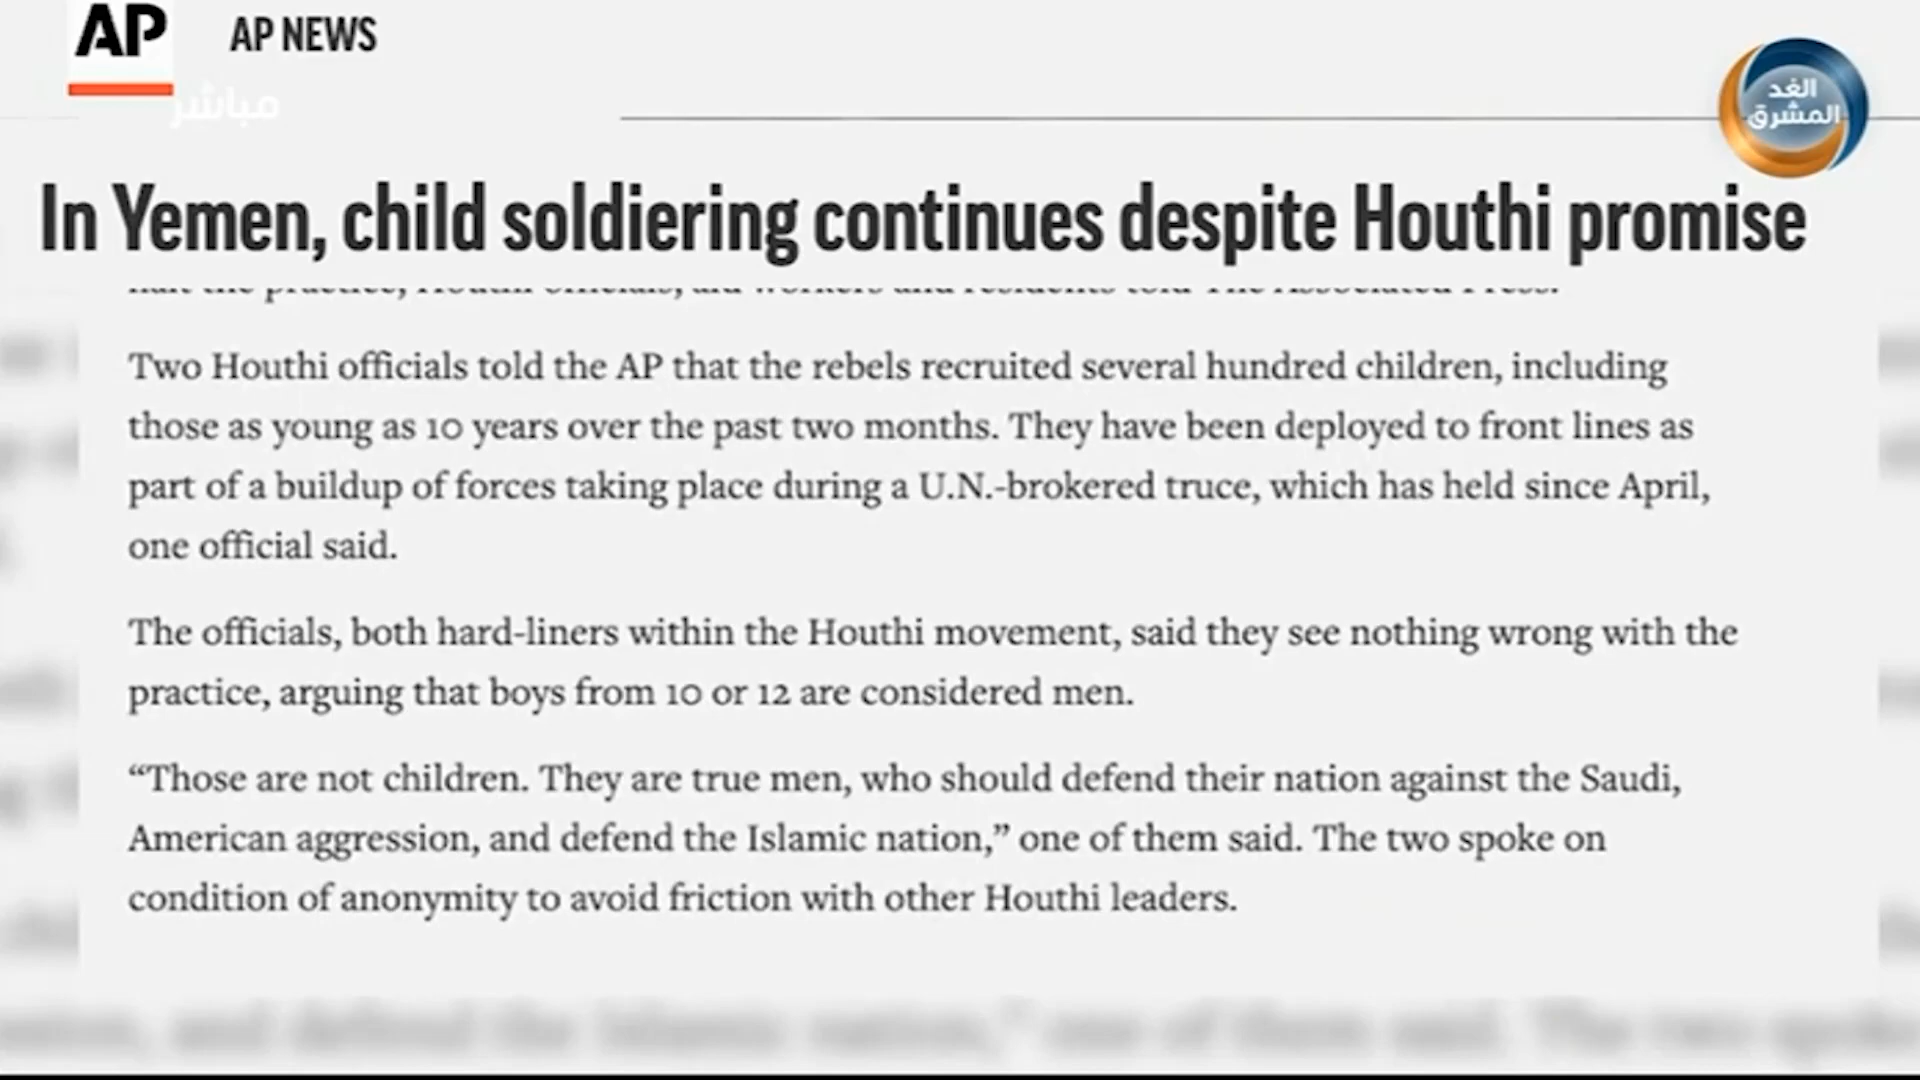 AP
AP NEWS
مباشر
الغد
المشرق
In Yemen, child soldiering continues despite Houthi promise
Two Houthi officials told the AP that the rebels recruited several hundred children, including
those as young as 10 years over the past two months. They have been deployed to front lines as
part of a buildup of forces taking place during a U.N.-brokered truce, which has held since April,
one official said.
The officials, both hard-liners within the Houthi movement, said they see nothing wrong with the
practice, arguing that boys from 10 or 12 are considered men.
“Those are not children. They are true men, who should defend their nation against the Saudi,
American aggression, and defend the Islamic nation,” one of them said. The two spoke on
condition of anonymity to avoid friction with other Houthi leaders.